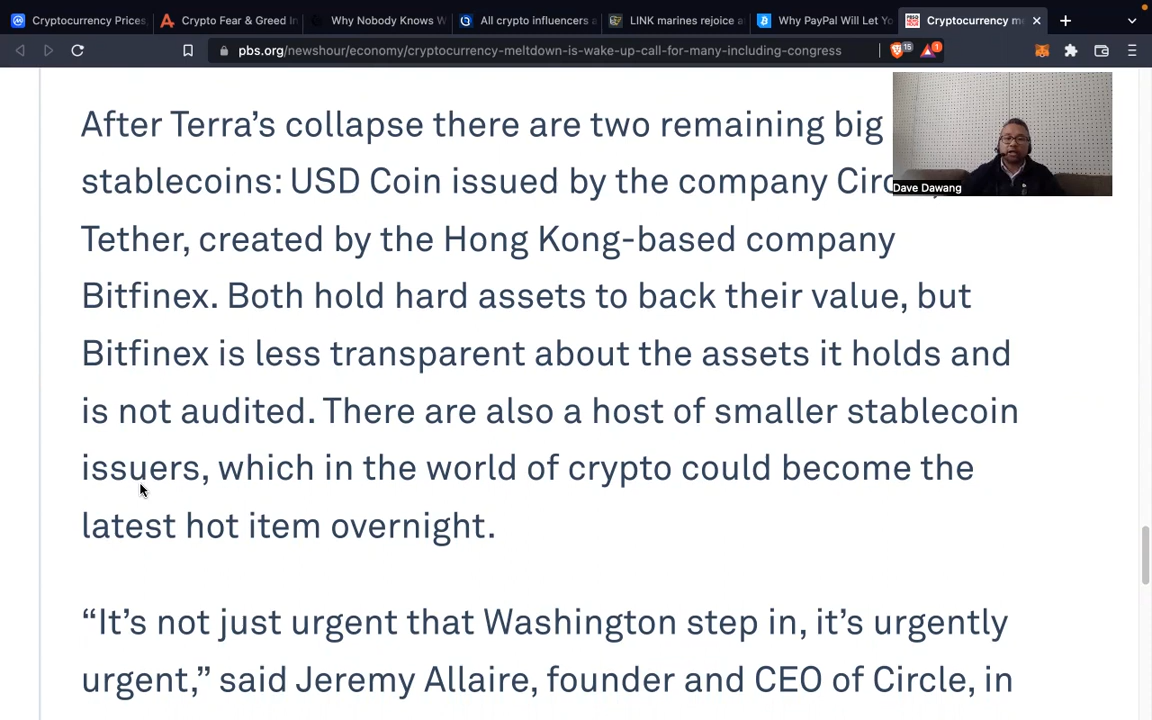 Cryptocurrency Prices,
Crypto Fear & Greed In
Why Nobody Knows W
All crypto influencers a
LINK marines rejoice a
Why PayPal Will Let Yo
Cryptocurrency me
pbs.org/newshour/economy/cryptocurrency-meltdown-is-wake-up-call-for-many-including-congress
15
1
After Terra’s collapse there are two remaining big
stablecoins: USD Coin issued by the company Circ
Tether, created by the Hong Kong-based company
Bitfinex. Both hold hard assets to back their value, but
Bitfinex is less transparent about the assets it holds and
is not audited. There are also a host of smaller stablecoin
issuers, which in the world of crypto could become the
latest hot item overnight.
“It’s not just urgent that Washington step in, it’s urgently
urgent,” said Jeremy Allaire, founder and CEO of Circle, in
Dave Dawang